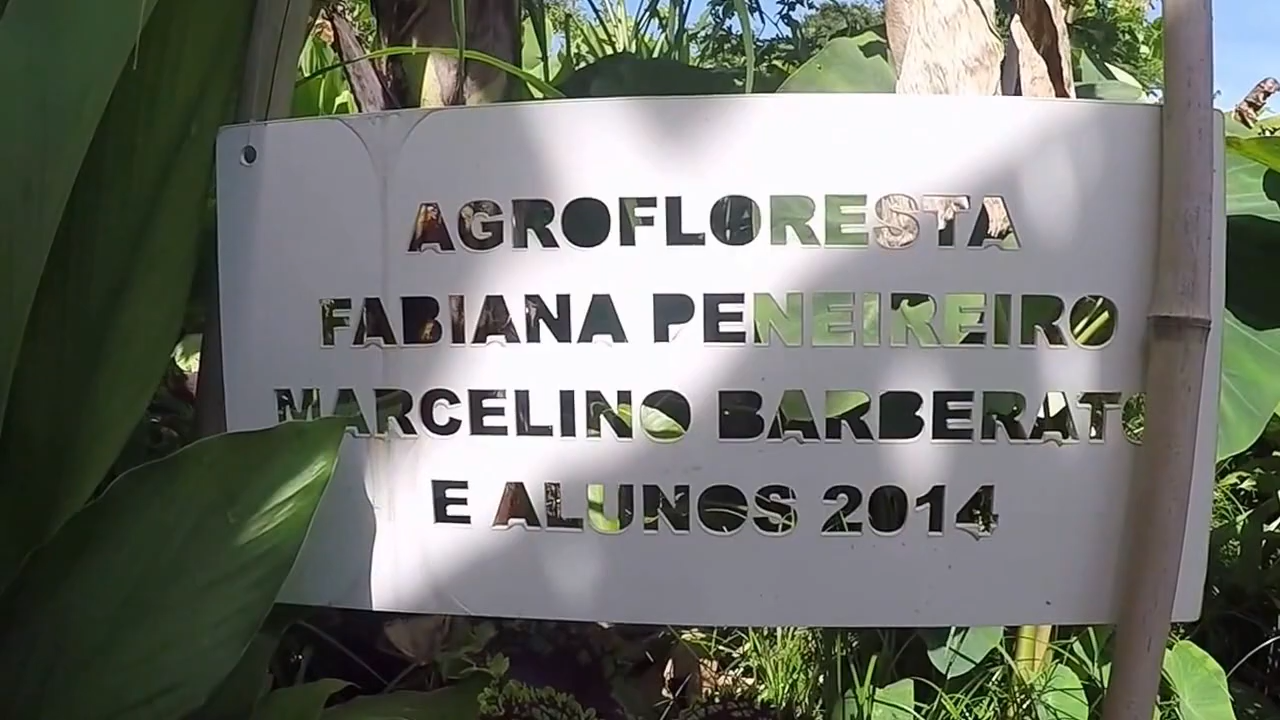 AGROFLORESTA
FABIANA PENEIREIRO
MARCELINO BARBERATO
E ALUNOS 2014